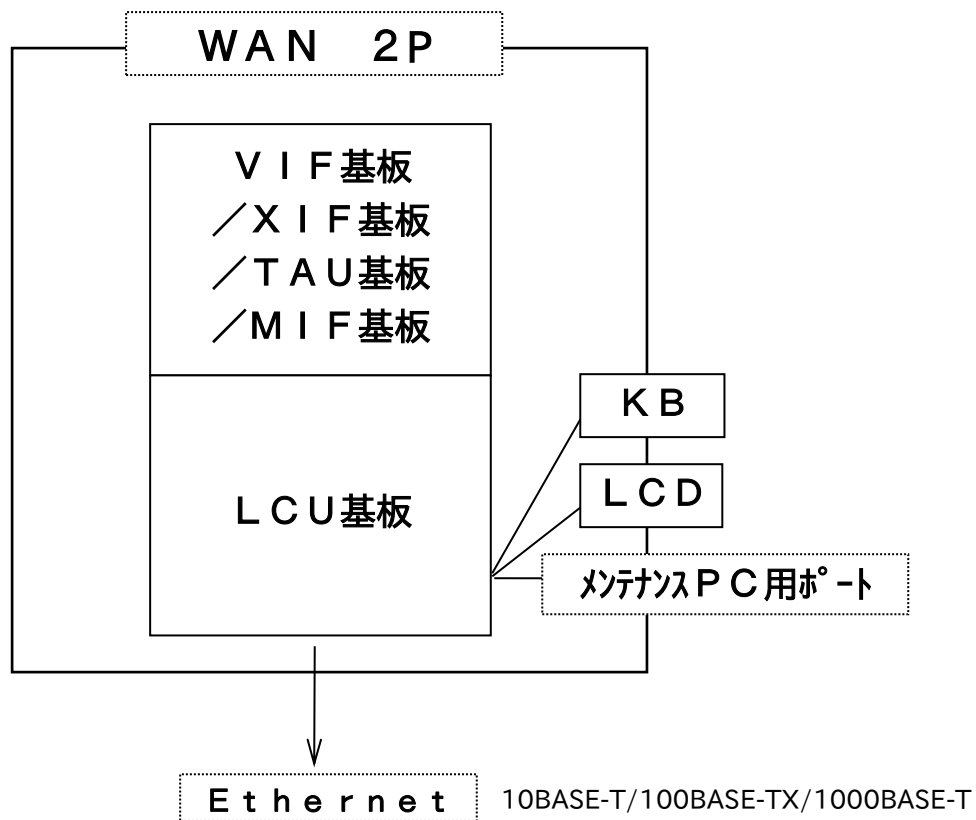 ＷＡＮ　２Ｐ
ＶＩＦ基板
／ＸＩＦ基板
／ＴＡＵ基板
／ＭＩＦ基板
ＫＢ
ＬＣＤ
ＬＣＵ基板
ﾒﾝﾃﾅﾝｽＰＣ用ﾎﾟｰﾄ
Ｅｔｈｅｒｎｅｔ
10BASE-T/100BASE-TX/1000BASE-T